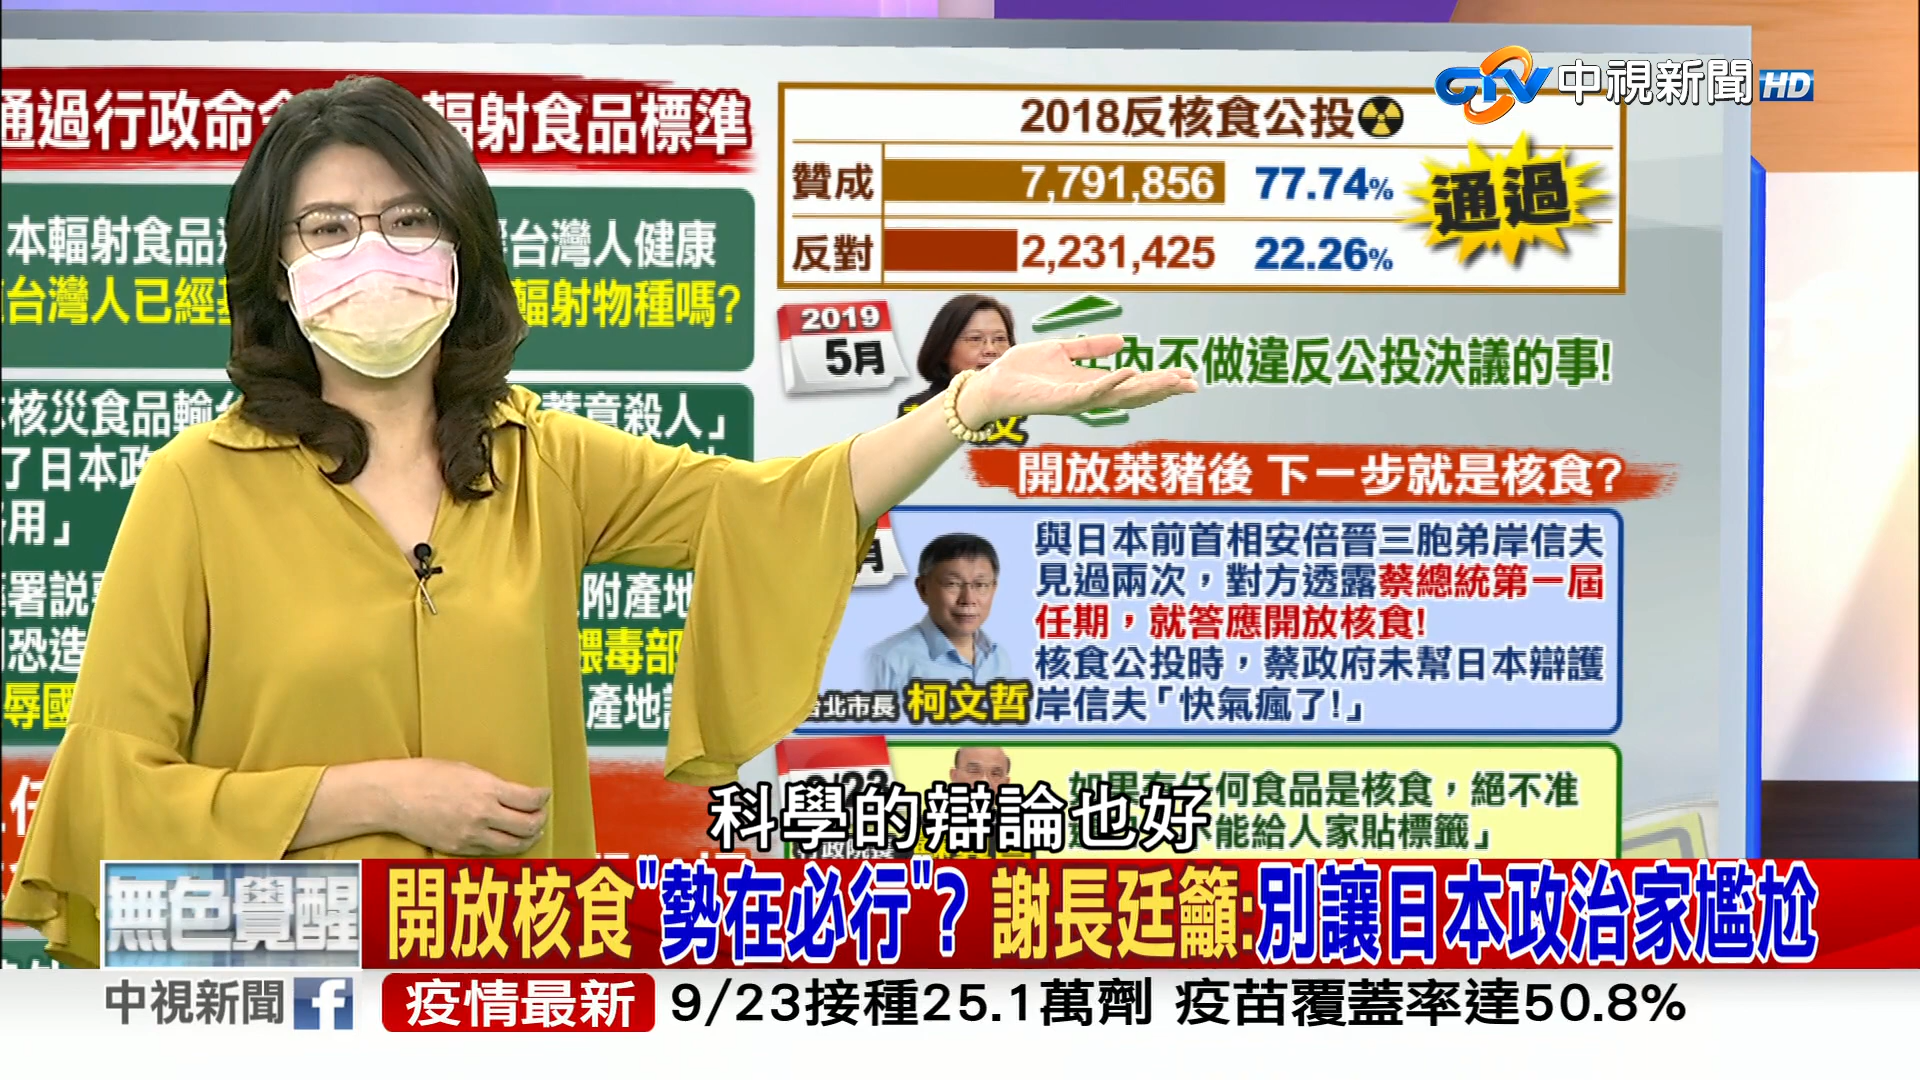 通過行政命令
輻射食品標準
本輻射食品
台灣人健康
台灣人已經
輻射物種嗎?
核災食品輸
蓄意殺人」
了日本政
用」
署說
附產地
恐造
餵毒部
辱國
產地
2018反核食公投
贊成 7,791,856 77.74%
反對 2,231,425 22.26%
通過
CTV 中視新聞 HD
2019
5月
內不做違反公投決議的事!
文
開放萊豬後 下一步就是核食?
月
與日本前首相安倍晉三胞弟岸信夫
見過兩次,對方透露蔡總統第一屆
任期,就答應開放核食!
核食公投時,蔡政府未幫日本辯護
岸信夫「快氣瘋了!」
台北市長 柯文哲
如果有任何食品是核食,絕不准
不能給人家貼標籤」
科學的辯論也好
無色覺醒
開放核食"勢在必行"? 謝長廷籲:別讓日本政治家尷尬
中視新聞 f
疫情最新 9/23接種25.1萬劑 疫苗覆蓋率達50.8%